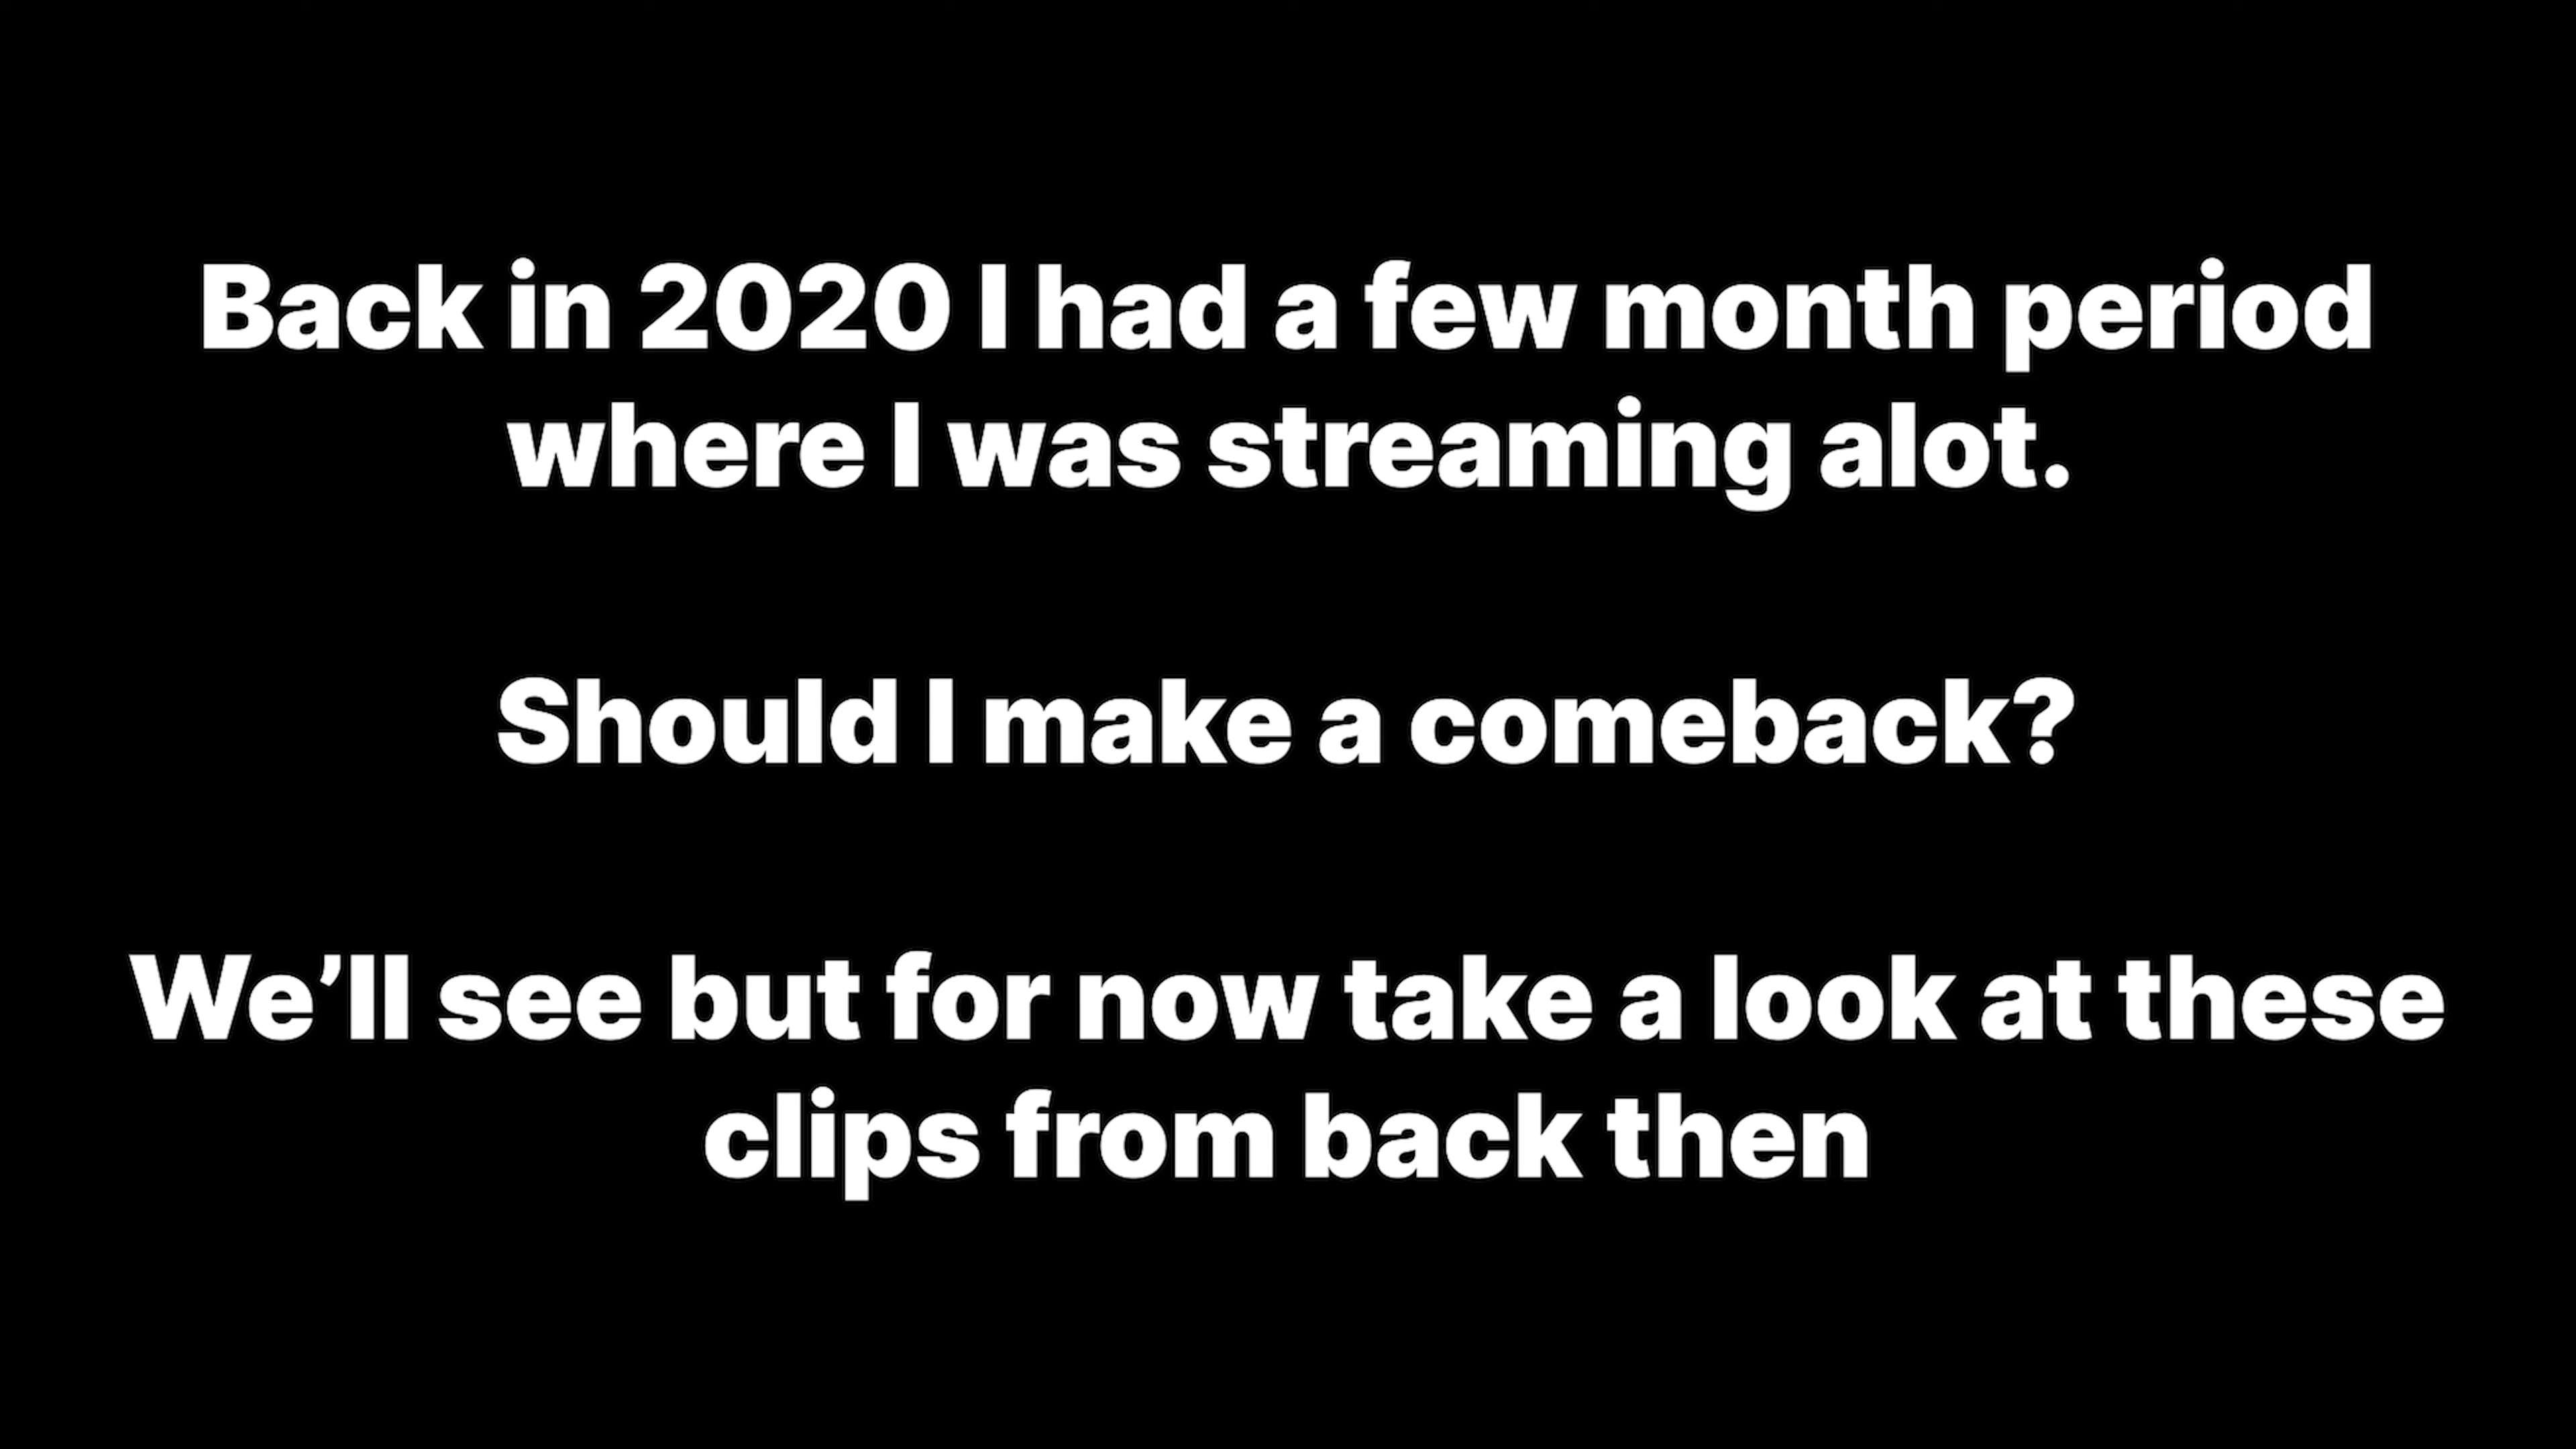 Back in 2020 I had a few month period
where I was streaming alot.
Should I make a comeback?
We’ll see but for now take a look at these
clips from back then